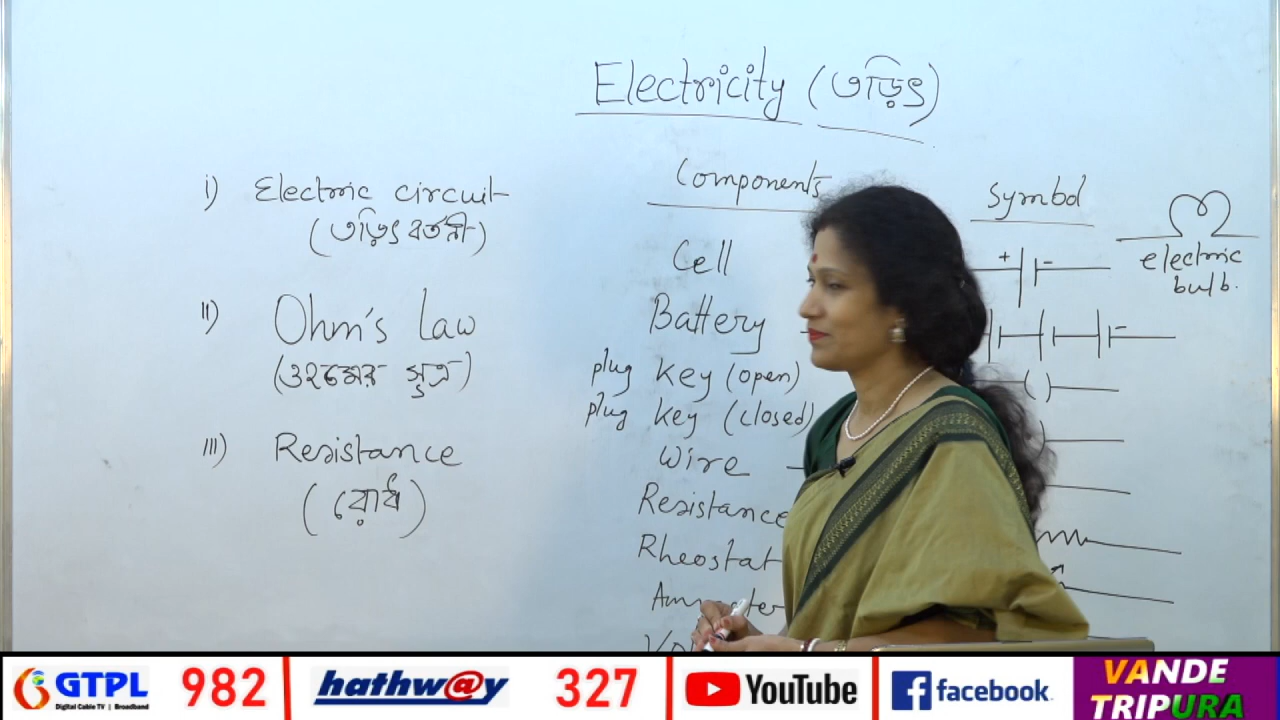 Electricity (তড়িৎ)
i) Electric circuit
(তড়িৎ বর্তনী)
ii) Ohm's Law
(ওহমের সূত্র)
iii) Resistance
(রোধ)
Components
Symbol
Cell
+ -
electric
bulb.
Battery
-
plug Key (open)
( )
plug Key (closed)
Wire
Resistance
Rheostat
GTPL
Digital Cable TV | Broadband
982
hathw@y
327
YouTube
facebook
VANDE
TRIPURA